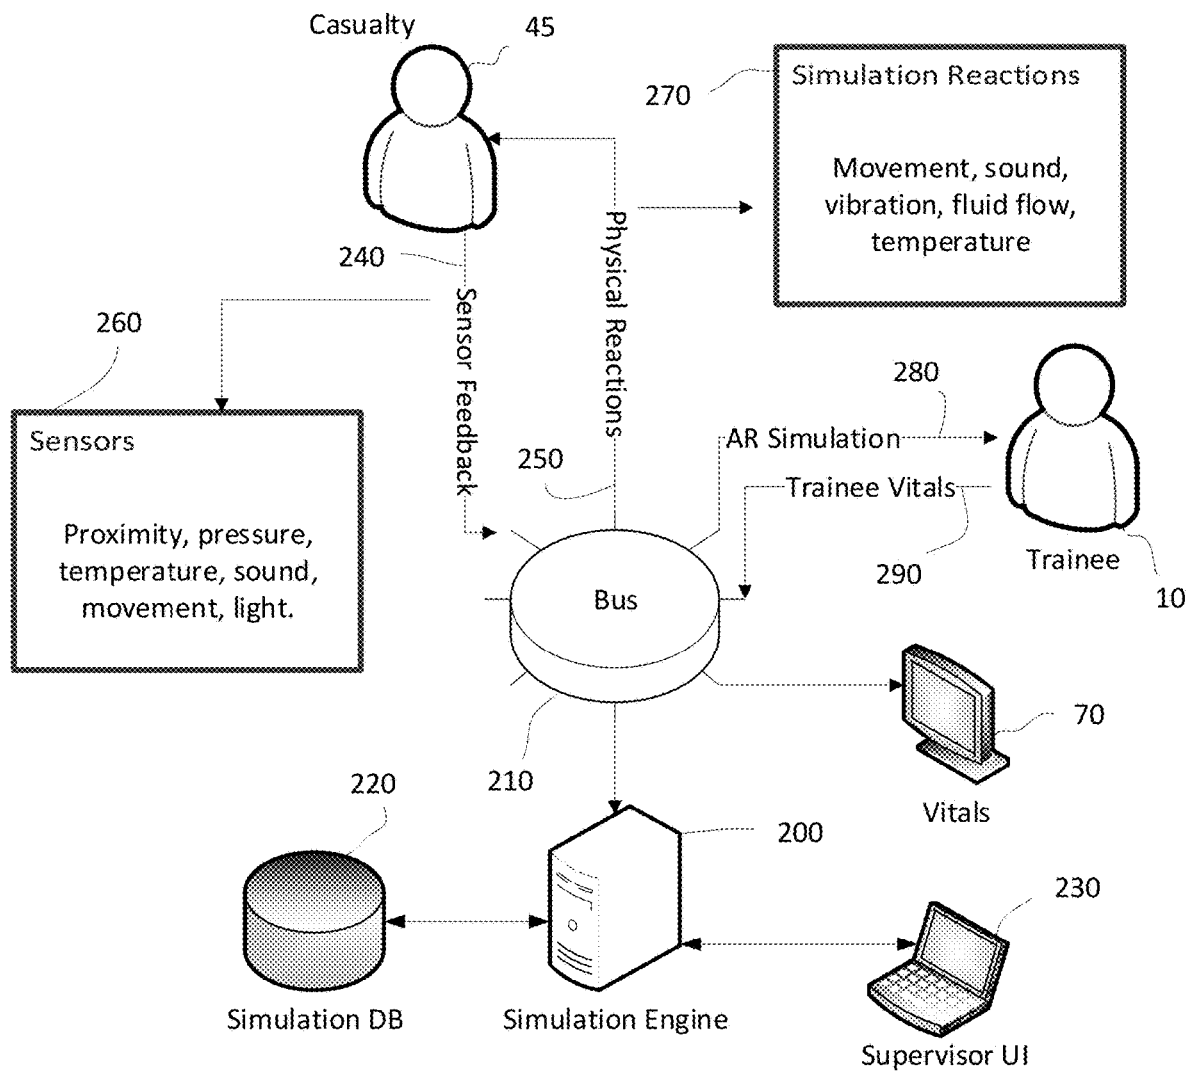 Casualty
45
270
Simulation Reactions
Movement, sound,
vibration, fluid flow,
temperature
240
Physical Reactions
Sensor Feedback
260
Sensors
Proximity, pressure,
temperature, sound,
movement, light.
280
AR Simulation
250
Trainee Vitals
290
Trainee
10
Bus
210
70
Vitals
220
200
230
Simulation DB
Simulation Engine
Supervisor UI